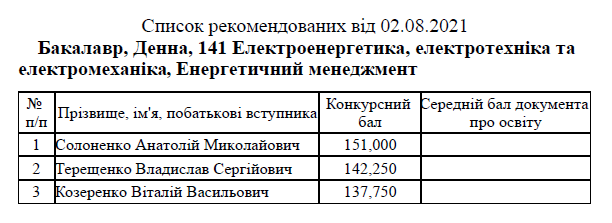 Список рекомендованих від 02.08.2021
Бакалавр, Денна, 141 Електроенергетика, електротехніка та
електромеханіка, Енергетичний менеджмент
№ п/п Прізвище, ім'я, побатькові вступника Конкурсний бал Середній бал документа про освіту
1 Солоненко Анатолій Миколайович 151,000
2 Терещенко Владислав Сергійович 142,250
3 Козеренко Віталій Васильович 137,750